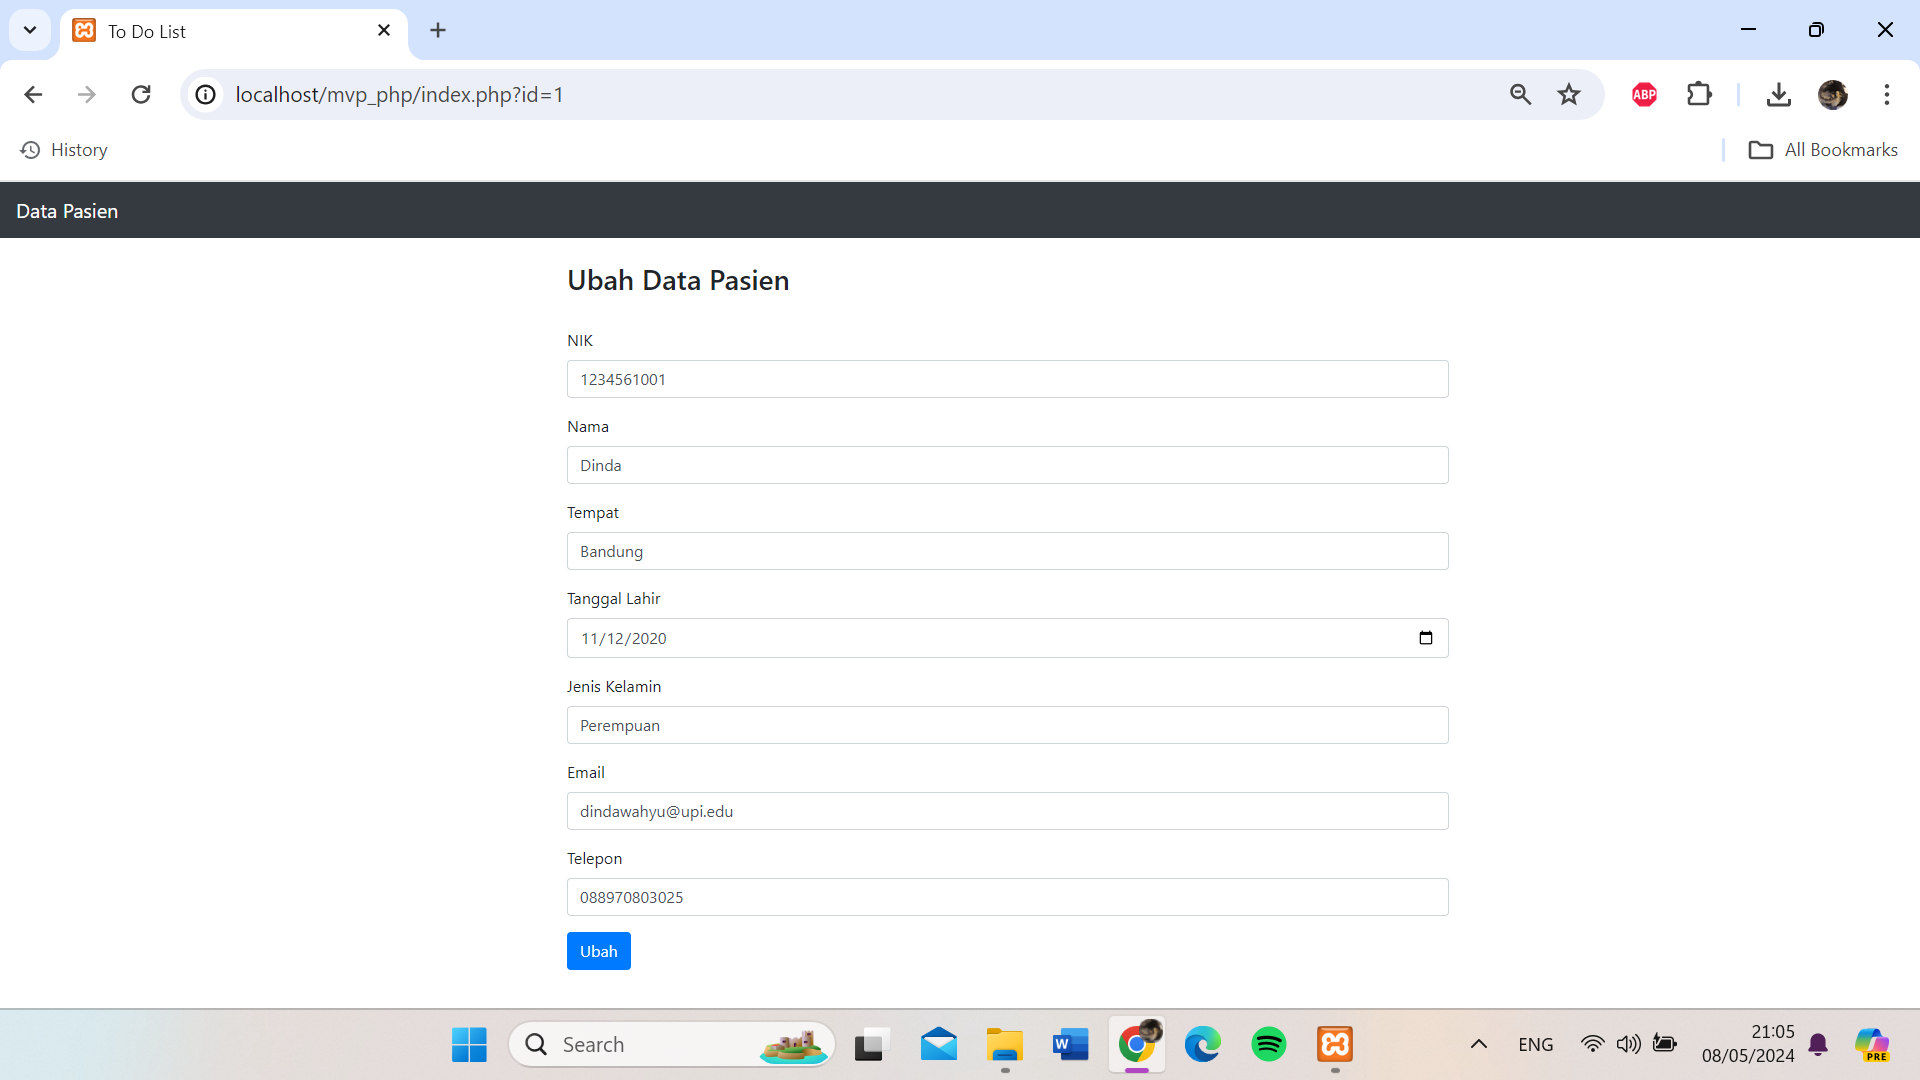 To Do List
localhost/mvp_php/index.php?id=1
ABP
History
All Bookmarks
Data Pasien
Ubah Data Pasien
NIK
1234561001
Nama
Dinda
Tempat
Bandung
Tanggal Lahir
11/12/2020
Jenis Kelamin
Perempuan
Email
dindawahyu@upi.edu
Telepon
088970803025
Ubah
Search
W
ENG
21:05
08/05/2024
PRE